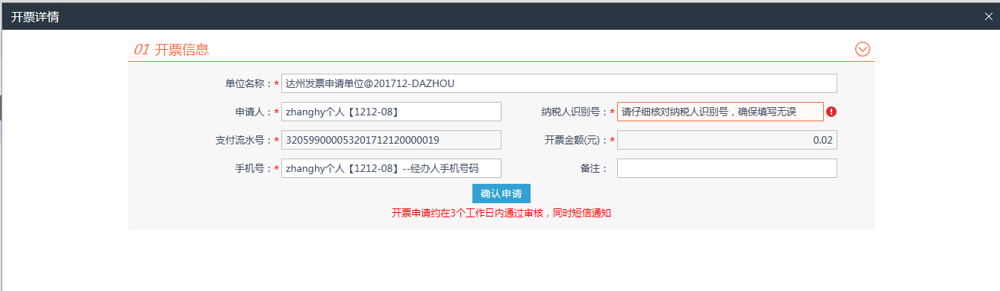 开票详情
01 开票信息
单位名称：* 达州发票申请单位@201712-DAZHOU
申请人：* zhanghy个人【1212-08】 纳税人识别号：* 请仔细核对纳税人识别号，确保填写无误
支付流水号：* 320599000053201712120000019 开票金额(元)：* 0.02
手机号：* zhanghy个人【1212-08】--经办人手机号码 备注：
确认申请
开票申请约在3个工作日内通过审核，同时短信通知